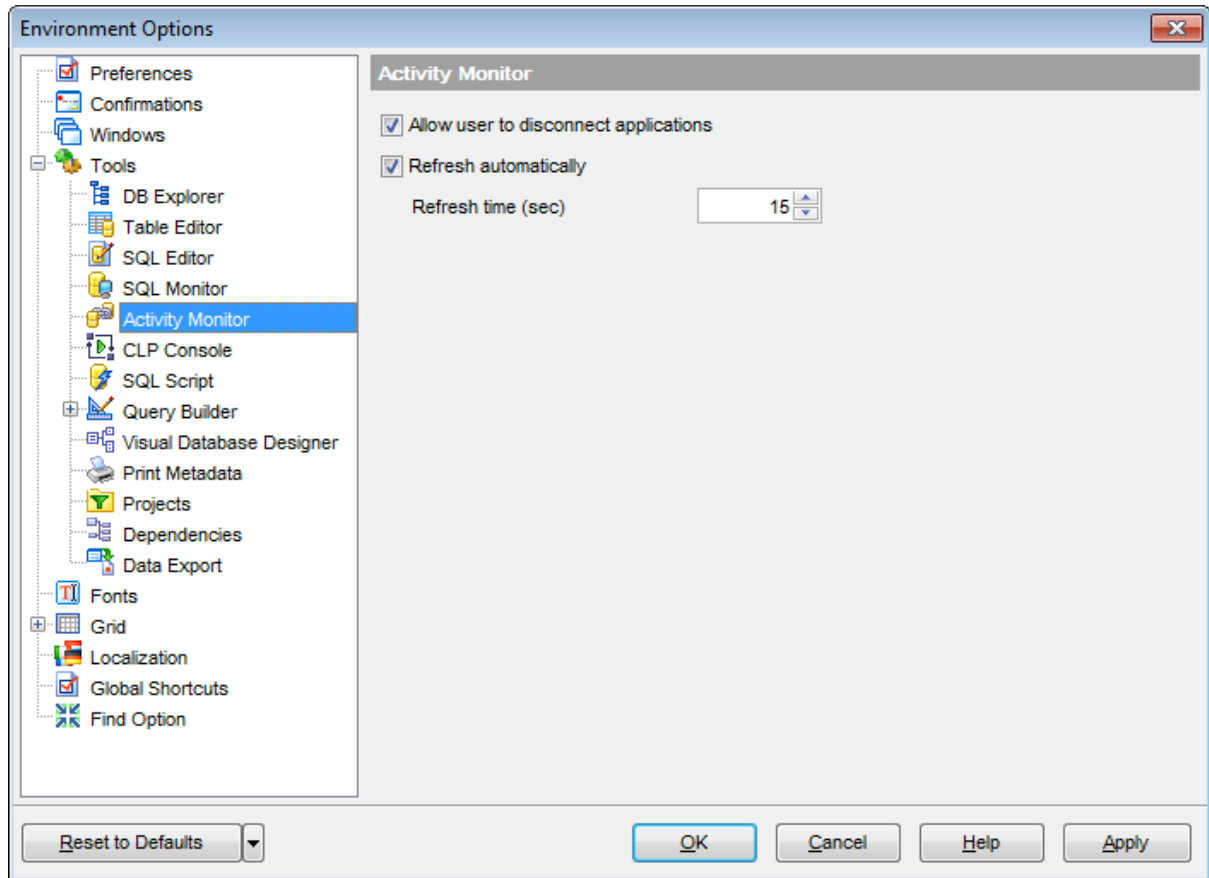 Environment Options
Preferences
Confirmations
Windows
Tools
DB Explorer
Table Editor
SQL Editor
SQL Monitor
Activity Monitor
CLP Console
SQL Script
Query Builder
Visual Database Designer
Print Metadata
Projects
Dependencies
Data Export
Fonts
Grid
Localization
Global Shortcuts
Find Option
Activity Monitor
Allow user to disconnect applications
Refresh automatically
Refresh time (sec) 15
Reset to Defaults OK Cancel Help Apply